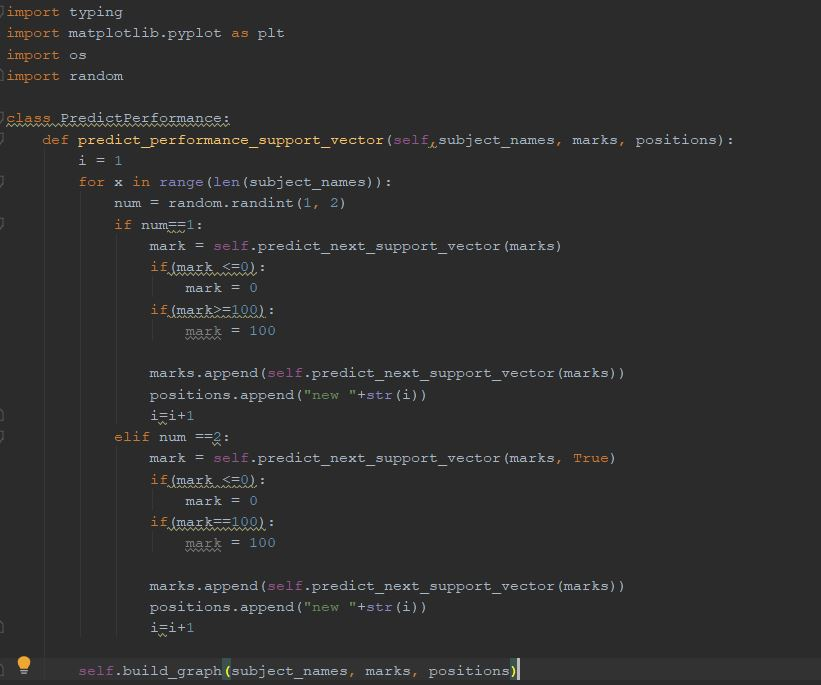 import typing
import matplotlib.pyplot as plt
import os
import random
class PredictPerformance:
def predict_performance_support_vector(self,subject_names, marks, positions):
i = 1
for x in range(len(subject_names)):
num = random.randint(1, 2)
if num==1:
mark = self.predict_next_support_vector(marks)
if(mark <=0):
mark = 0
if(mark>=100):
mark = 100
marks.append(self.predict_next_support_vector(marks))
positions.append("new "+str(i))
i=i+1
elif num ==2:
mark = self.predict_next_support_vector(marks, True)
if(mark <=0):
mark = 0
if(mark==100):
mark = 100
marks.append(self.predict_next_support_vector(marks))
positions.append("new "+str(i))
i=i+1
self.build_graph(subject_names, marks, positions)